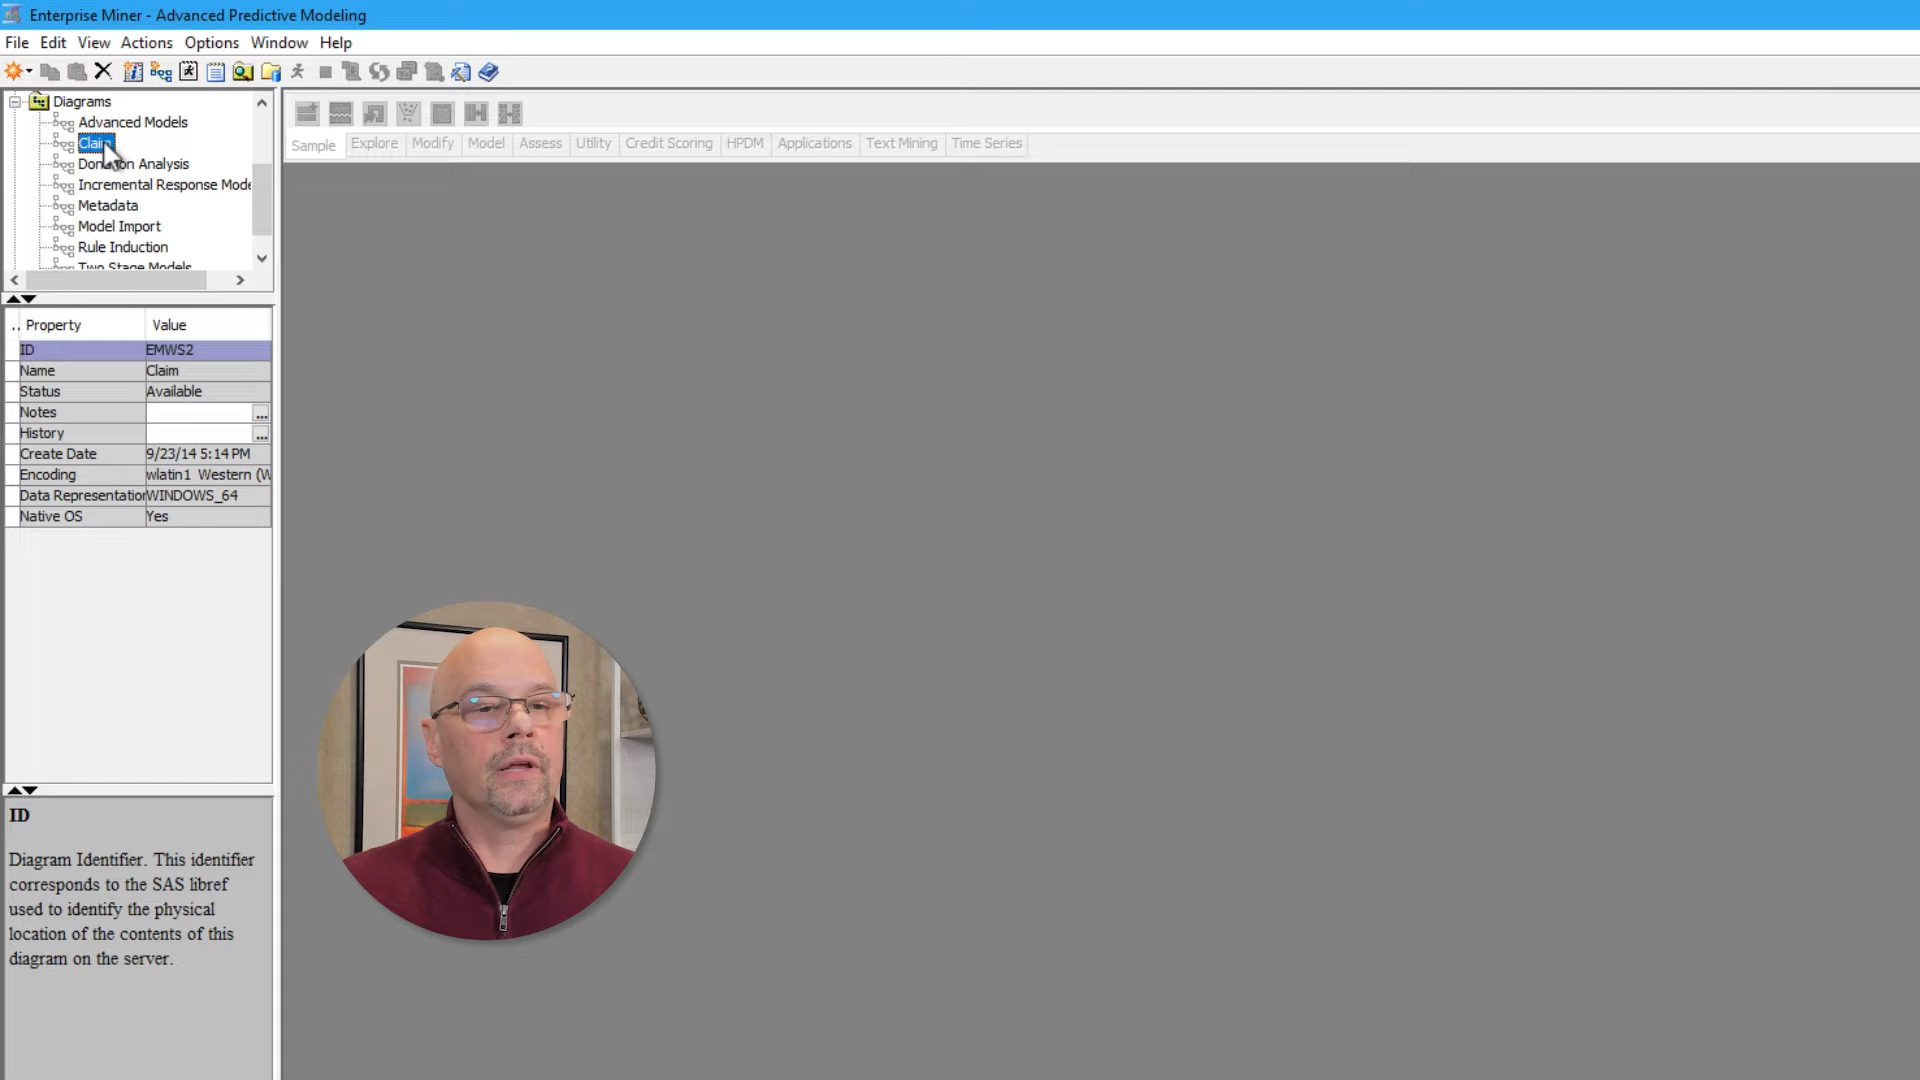 Enterprise Miner - Advanced Predictive Modeling
File Edit View Actions Options Window Help
Diagrams
Advanced Models
Claim
Donation Analysis
Incremental Response Mode
Metadata
Model Import
Rule Induction
Two Stage Models
Sample Explore Modify Model Assess Utility Credit Scoring HPDM Applications Text Mining Time Series
.. Property Value
ID EMWS2
Name Claim
Status Available
Notes ...
History ...
Create Date 9/23/14 5:14 PM
Encoding wlatin1 Western (W
Data Representation WINDOWS_64
Native OS Yes
ID
Diagram Identifier. This identifier
corresponds to the SAS libref
used to identify the physical
location of the contents of this
diagram on the server.